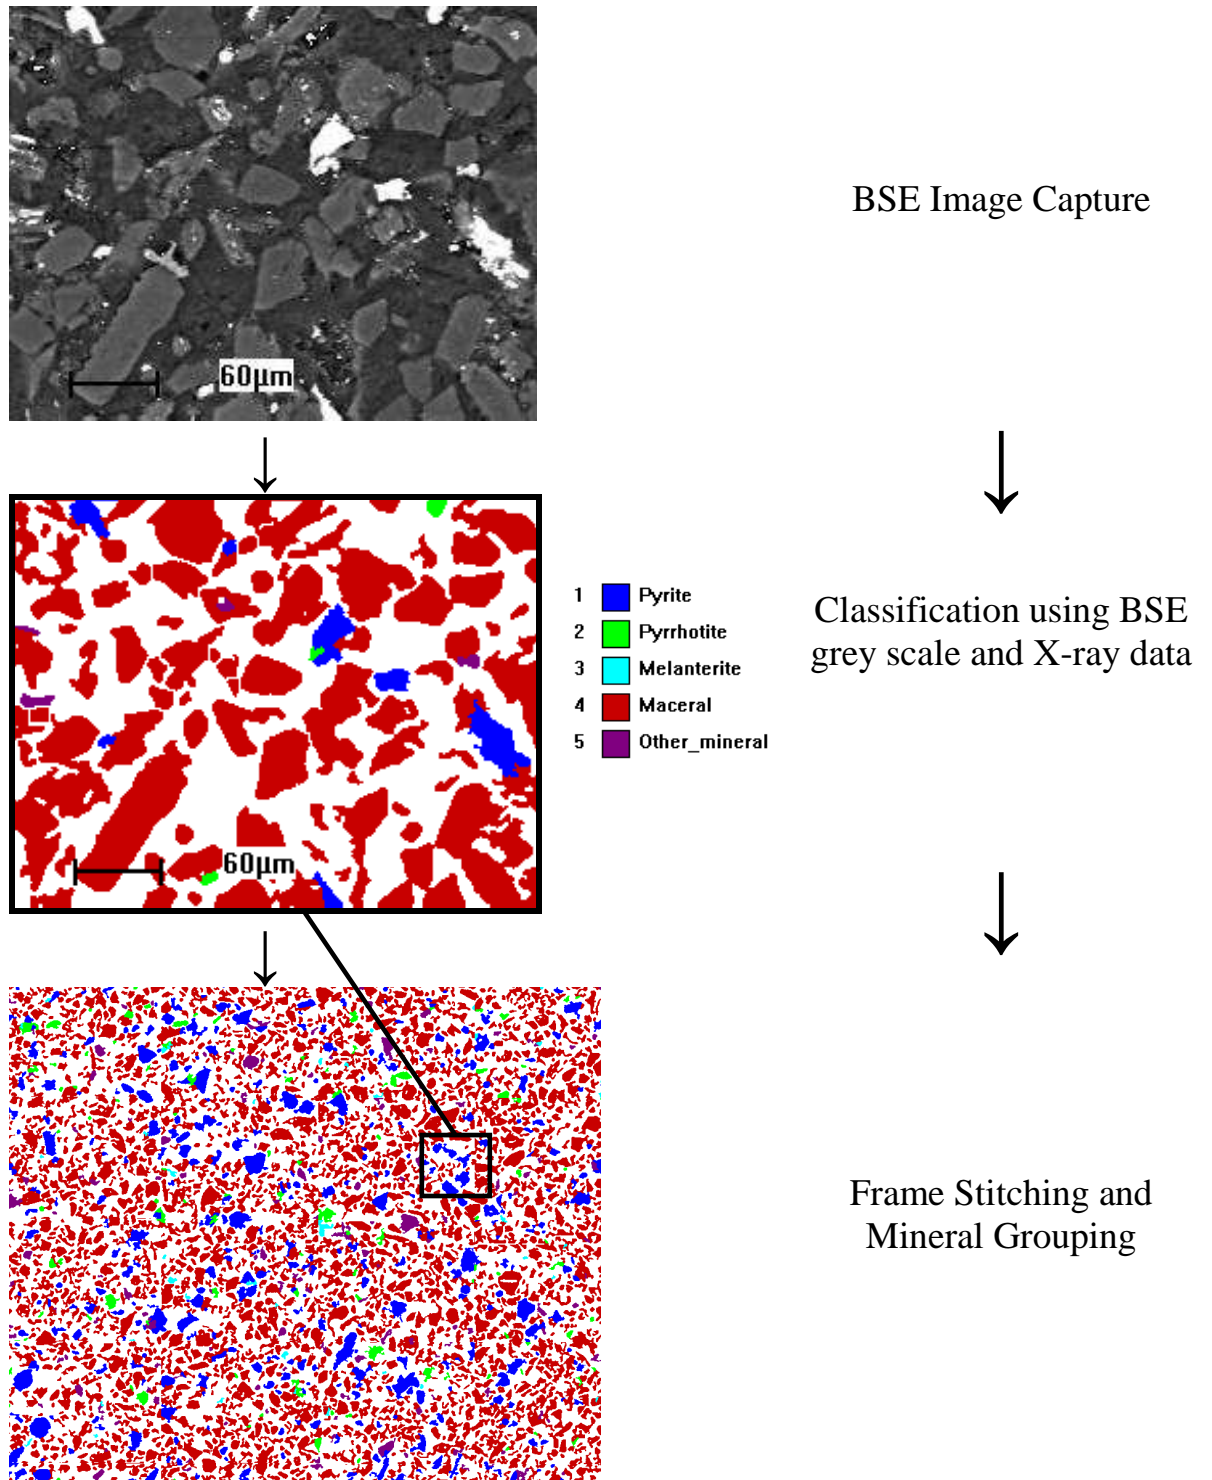 BSE Image Capture
60µm
1 Pyrite
2 Pyrrhotite
3 Melanterite
4 Maceral
5 Other_mineral
Classification using BSE
grey scale and X-ray data
60µm
Frame Stitching and
Mineral Grouping